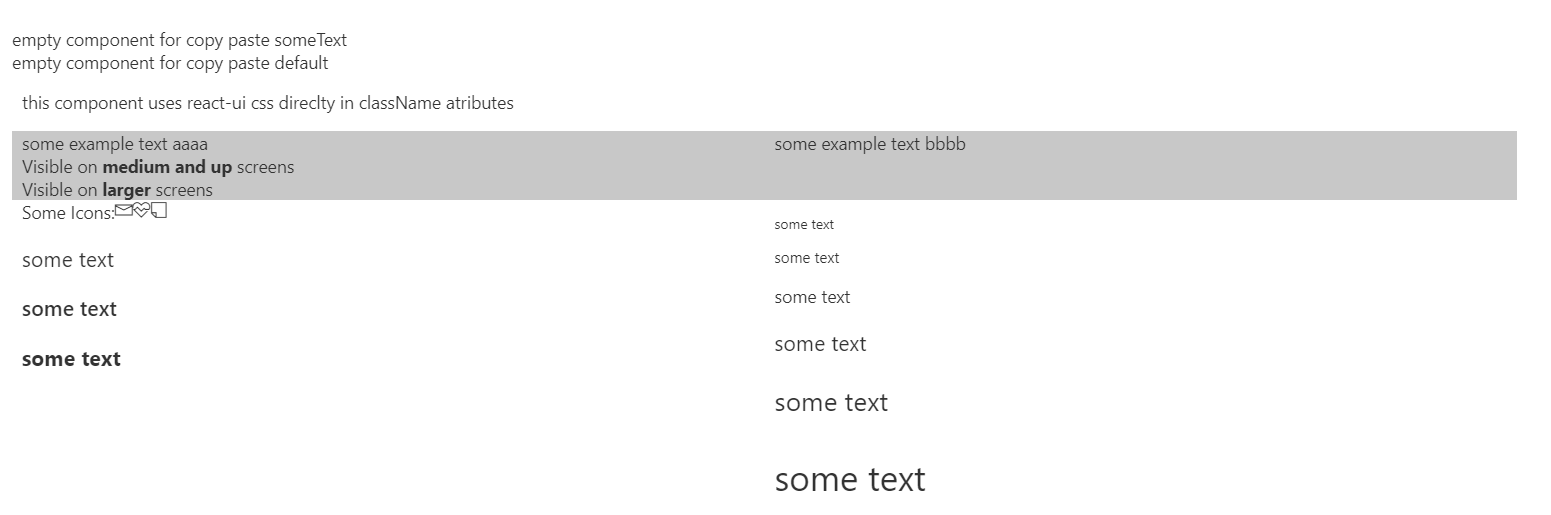 empty component for copy paste someText
empty component for copy paste default
this component uses react-ui css direclty in className atributes
some example text aaaa
Visible on medium and up screens
Visible on larger screens
some example text bbbb
Some Icons:
some text
some text
some text
some text
some text
some text
some text
some text
some text